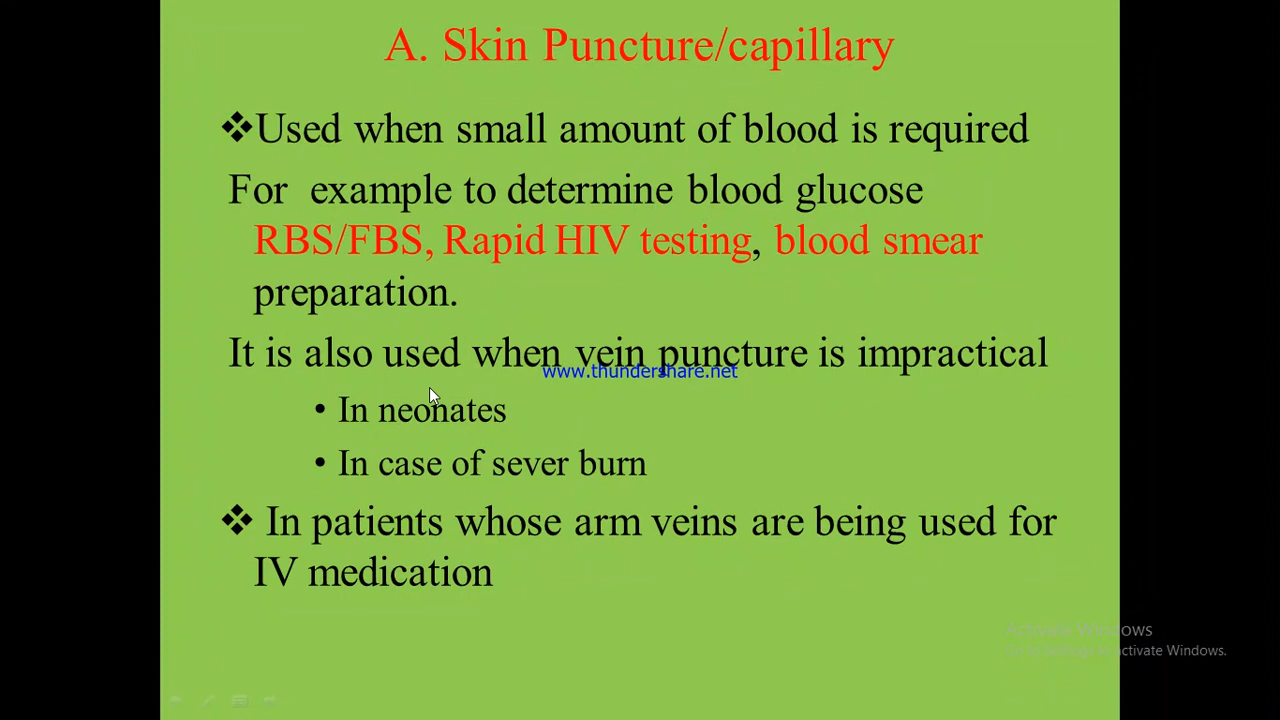 A. Skin Puncture/capillary
❖Used when small amount of blood is required
For example to determine blood glucose
RBS/FBS, Rapid HIV testing, blood smear
preparation.
It is also used when vein puncture is impractical
www.thundershare.net
• In neonates
• In case of sever burn
❖ In patients whose arm veins are being used for
IV medication
Activate Windows
Go to Settings to activate Windows.